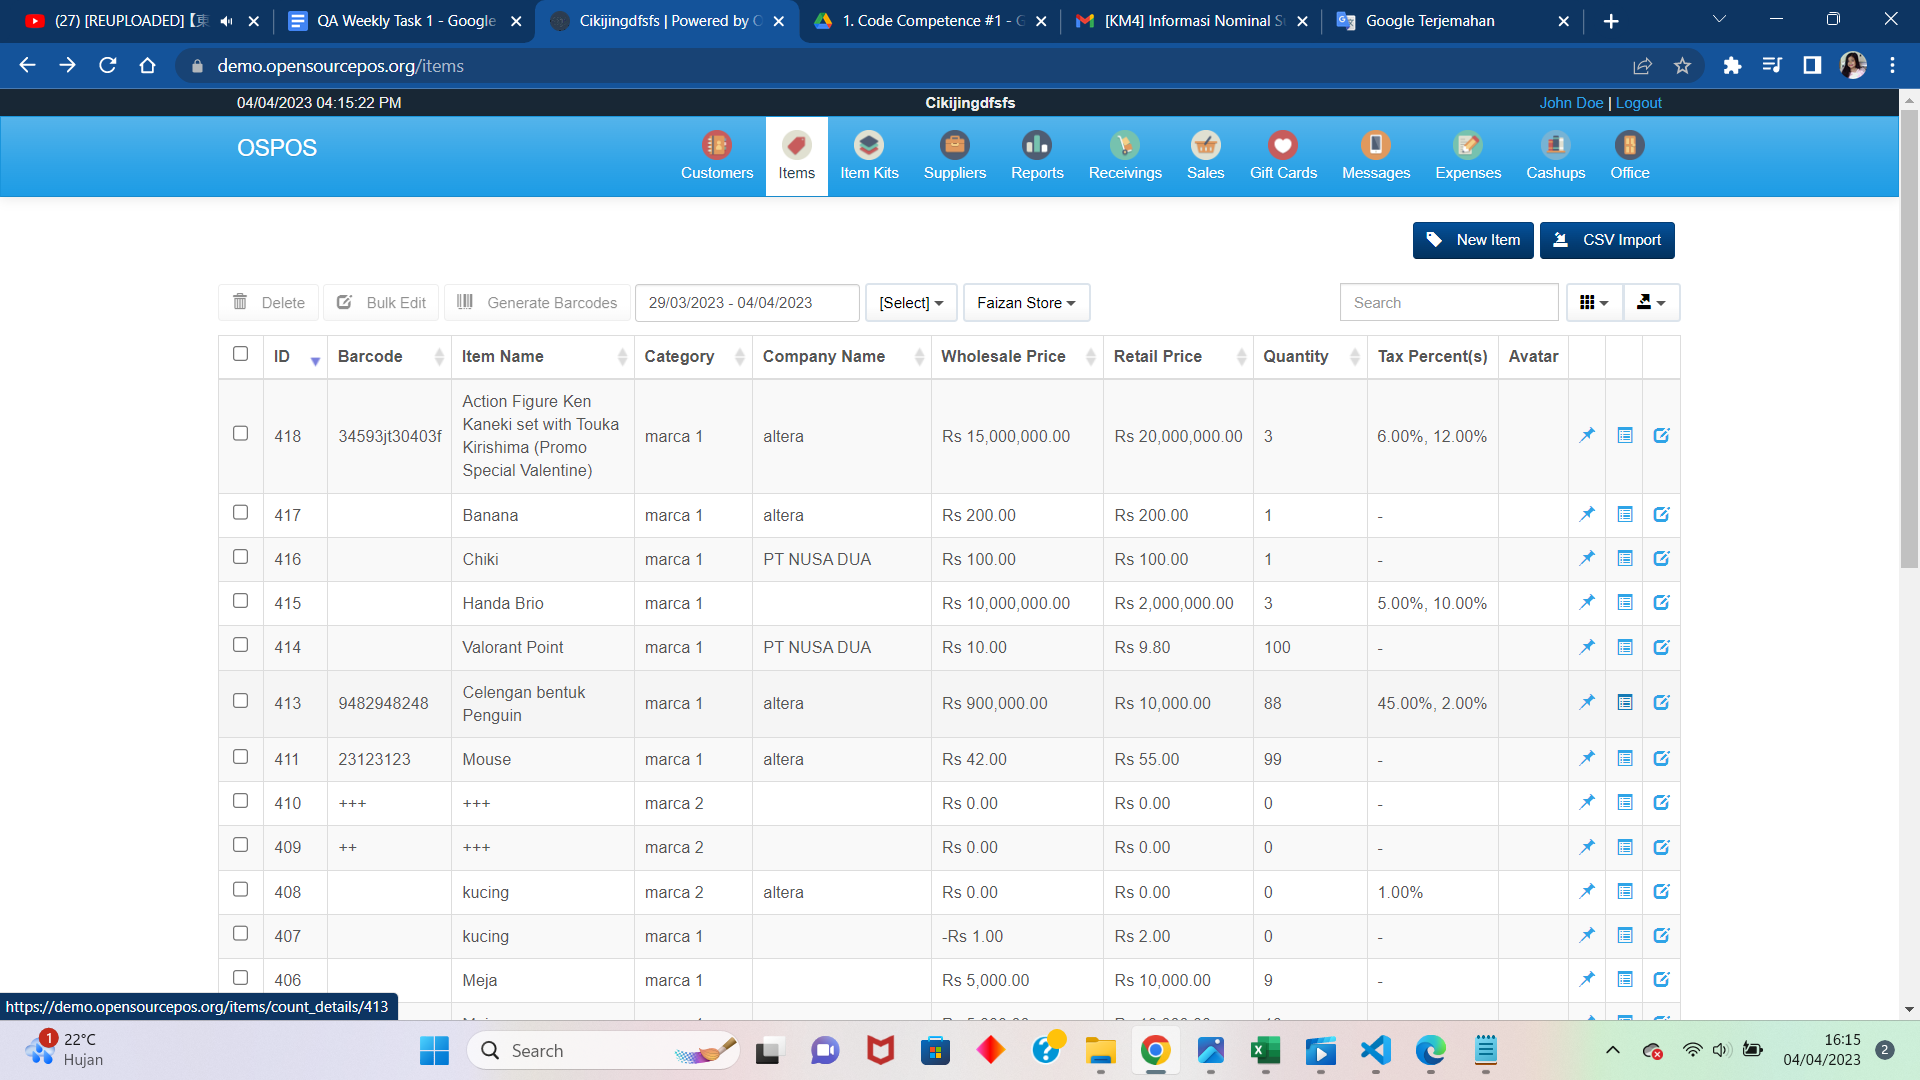 (27) [REUPLOADED] 【東
QA Weekly Task 1 - Google
Cikijingdfsfs | Powered by O
1. Code Competence #1 - G
[KM4] Informasi Nominal S
Google Terjemahan
demo.opensourcepos.org/items
04/04/2023 04:15:22 PM
Cikijingdfsfs
John Doe | Logout
OSPOS
Customers Items Item Kits Suppliers Reports Receivings Sales Gift Cards Messages Expenses Cashups Office
New Item CSV Import
Delete Bulk Edit Generate Barcodes 29/03/2023 - 04/04/2023 [Select] Faizan Store Search
ID Barcode Item Name Category Company Name Wholesale Price Retail Price Quantity Tax Percent(s) Avatar
Action Figure Ken
Kaneki set with Touka
Kirishima (Promo
Special Valentine)
418 34593jt30403f marca 1 altera Rs 15,000,000.00 Rs 20,000,000.00 3 6.00%, 12.00%
417 Banana marca 1 altera Rs 200.00 Rs 200.00 1 -
416 Chiki marca 1 PT NUSA DUA Rs 100.00 Rs 100.00 1 -
415 Handa Brio marca 1 Rs 10,000,000.00 Rs 2,000,000.00 3 5.00%, 10.00%
414 Valorant Point marca 1 PT NUSA DUA Rs 10.00 Rs 9.80 100 -
Celengan bentuk
Penguin
413 9482948248 marca 1 altera Rs 900,000.00 Rs 10,000.00 88 45.00%, 2.00%
411 23123123 Mouse marca 1 altera Rs 42.00 Rs 55.00 99 -
410 +++ +++ marca 2 Rs 0.00 Rs 0.00 0 -
409 ++ +++ marca 2 Rs 0.00 Rs 0.00 0 -
408 kucing marca 2 altera Rs 0.00 Rs 0.00 0 1.00%
407 kucing marca 1 -Rs 1.00 Rs 2.00 0 -
406 Meja marca 1 Rs 5,000.00 Rs 10,000.00 9 -
https://demo.opensourcepos.org/items/count_details/413
1
22°C
Hujan
Search
16:15
04/04/2023
2